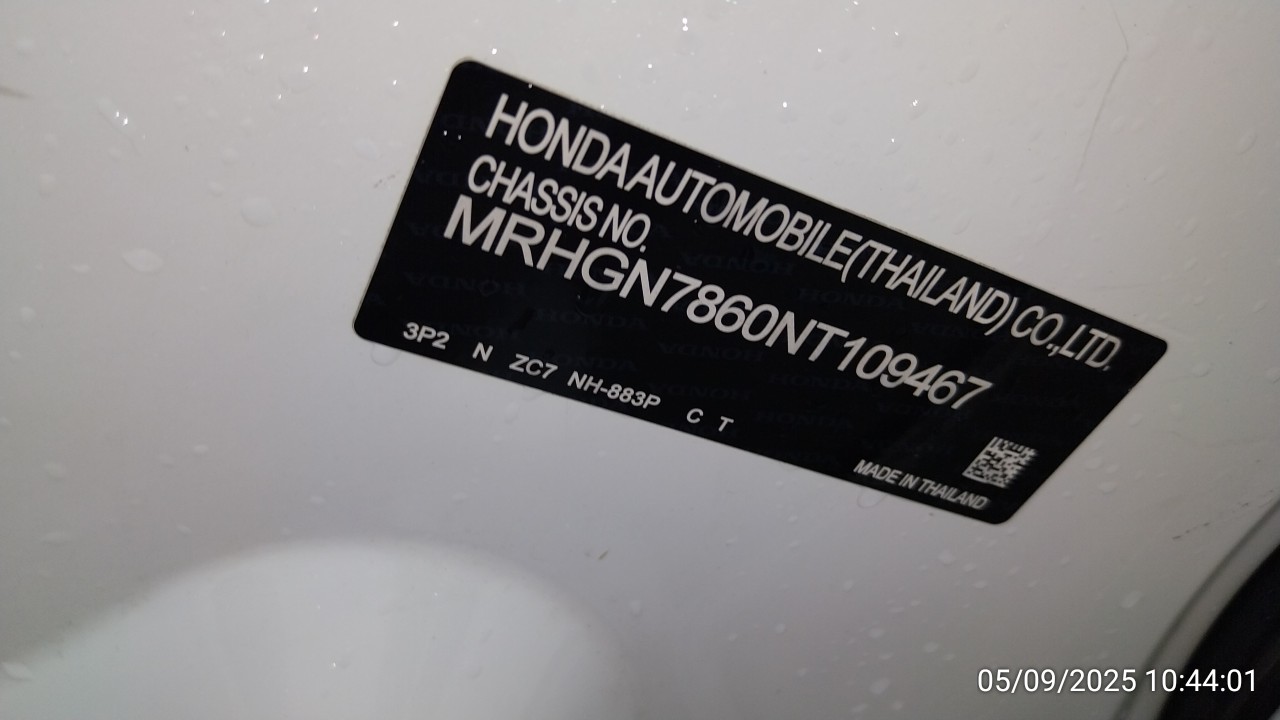 HONDA AUTOMOBILE (THAILAND) CO.,LTD.
CHASSIS NO.
MRHGN7860NT109467
3P2 N ZC7 NH-883P C T
MADE IN THAILAND
05/09/2025 10:44:01